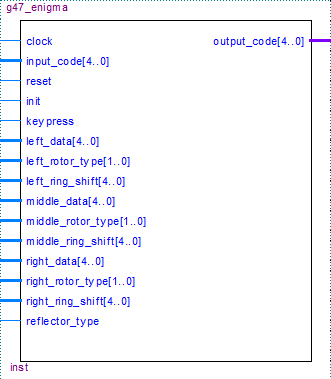 g47_enigma
clock output_code[4..0]
input_code[4..0]
reset
init
keypress
left_data[4..0]
left_rotor_type[1..0]
left_ring_shift[4..0]
middle_data[4..0]
middle_rotor_type[1..0]
middle_ring_shift[4..0]
right_data[4..0]
right_rotor_type[1..0]
right_ring_shift[4..0]
reflector_type
inst